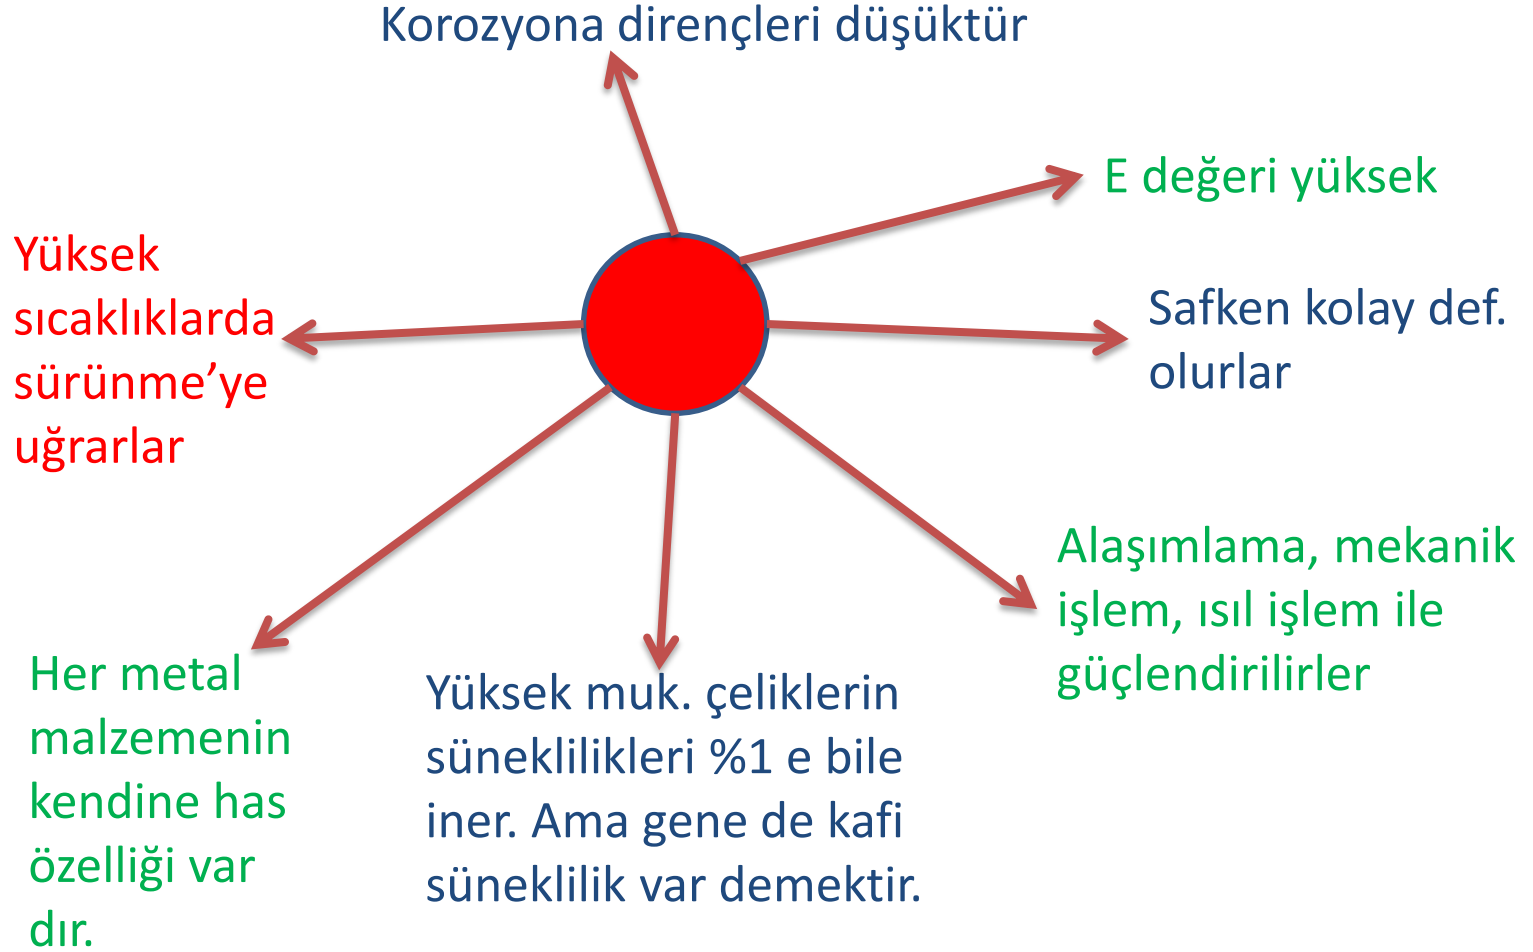 Korozyona dirençleri düşüktür
E değeri yüksek
Yüksek
sıcaklıklarda
sürünme’ye
uğrarlar
Safken kolay def.
olurlar
Alaşımlama, mekanik
işlem, ısıl işlem ile
güçlendirilirler
Her metal
malzemenin
kendine has
özelliği var
dır.
Yüksek muk. çeliklerin
süneklilikleri %1 e bile
iner. Ama gene de kafi
süneklilik var demektir.